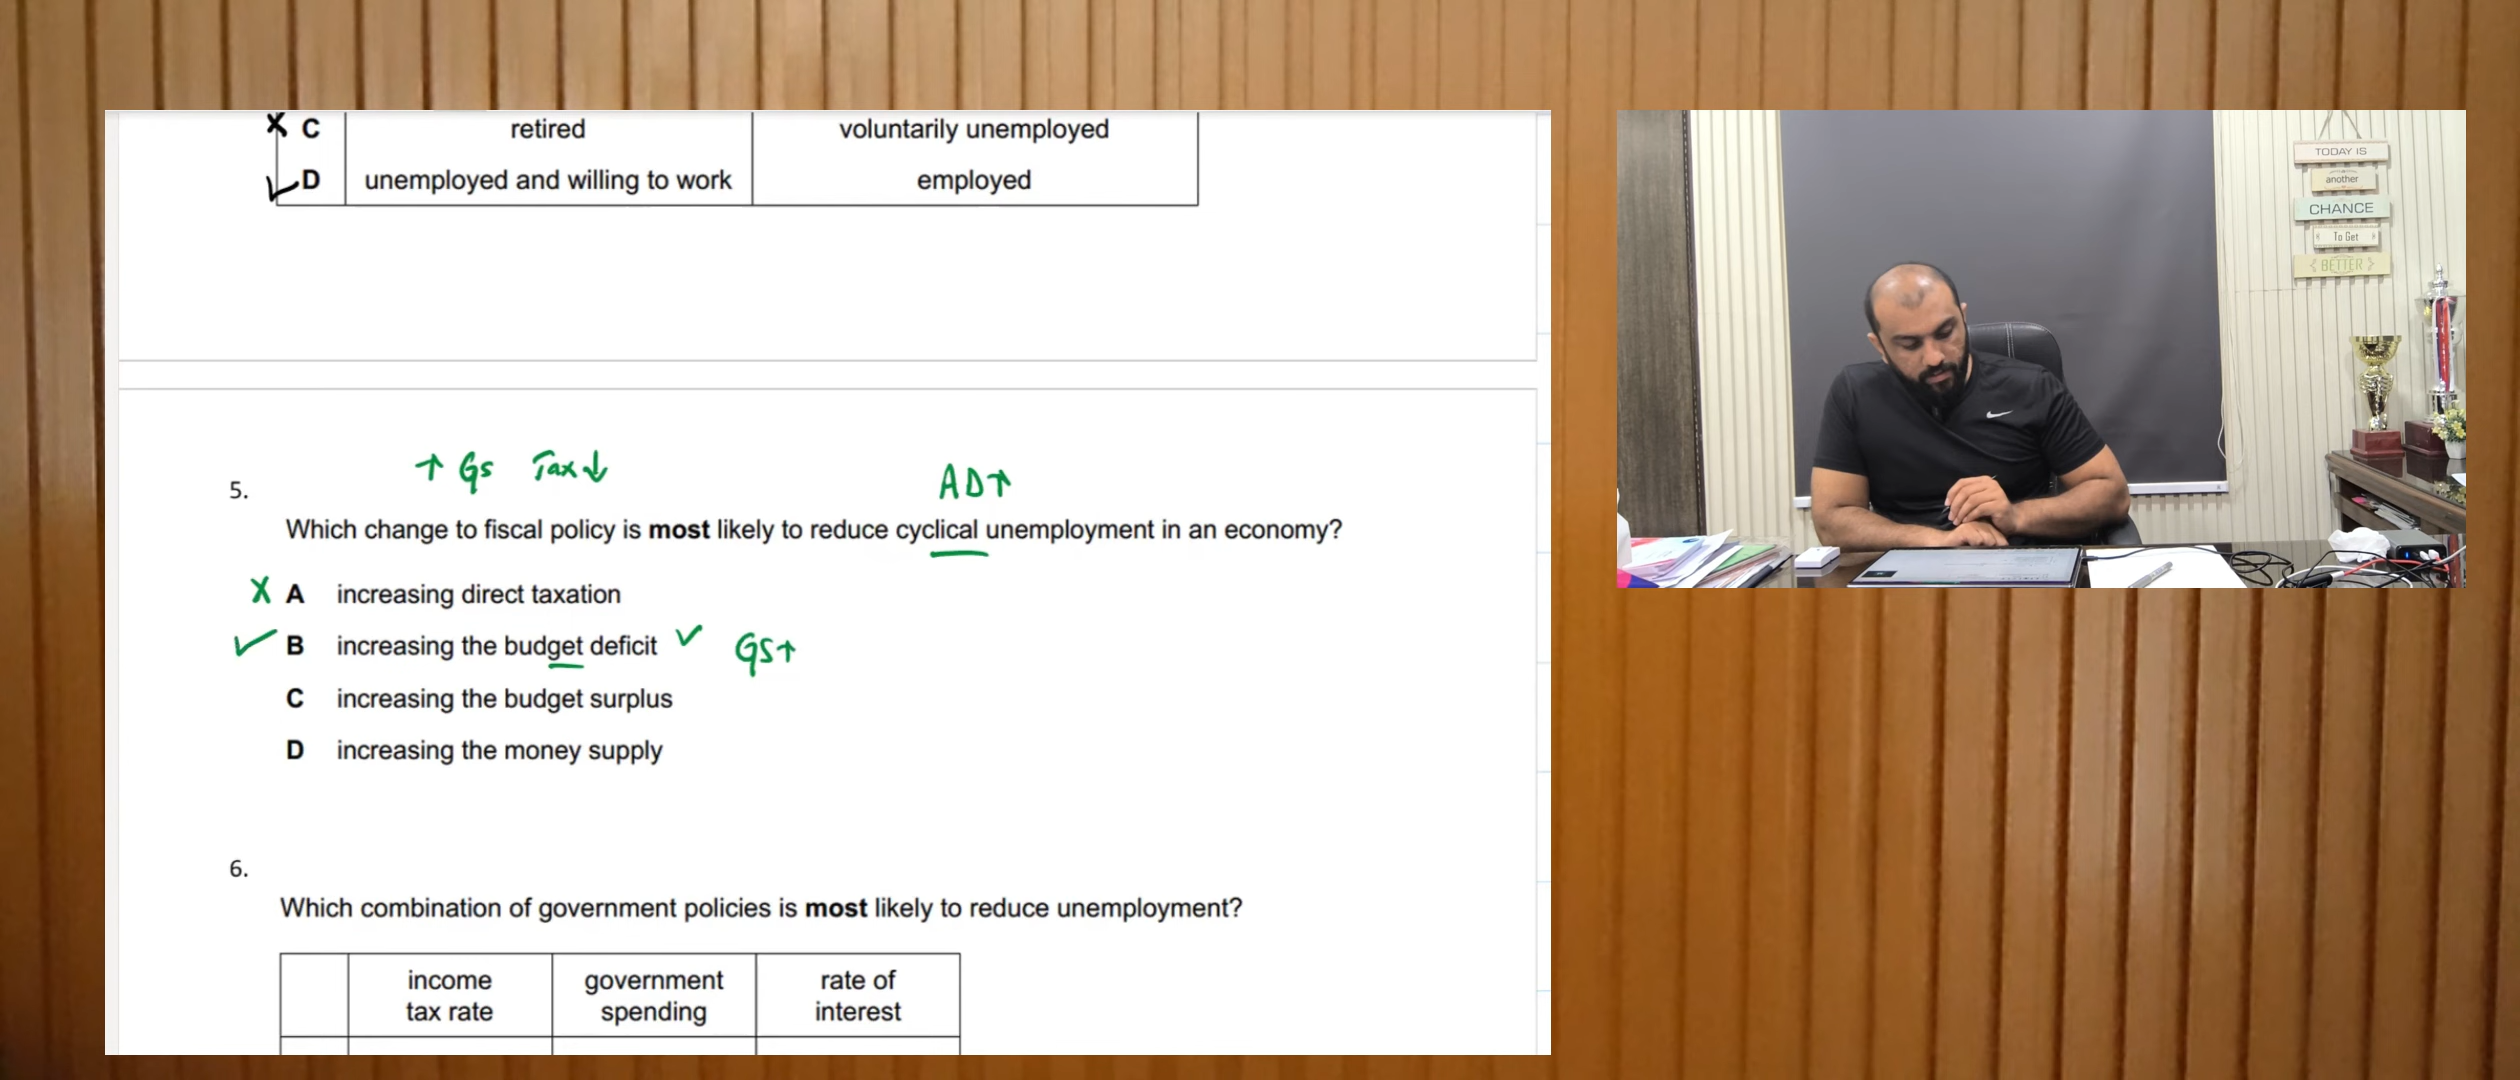 X C retired voluntarily unemployed
✓ D unemployed and willing to work employed
↑ GS Tax↓ AD↑
5.
Which change to fiscal policy is most likely to reduce cyclical unemployment in an economy?
X A increasing direct taxation
✓ B increasing the budget deficit ✓ GS↑
C increasing the budget surplus
D increasing the money supply
6.
Which combination of government policies is most likely to reduce unemployment?
income tax rate government spending rate of interest
TODAY IS
another
CHANCE
To Get
BETTER